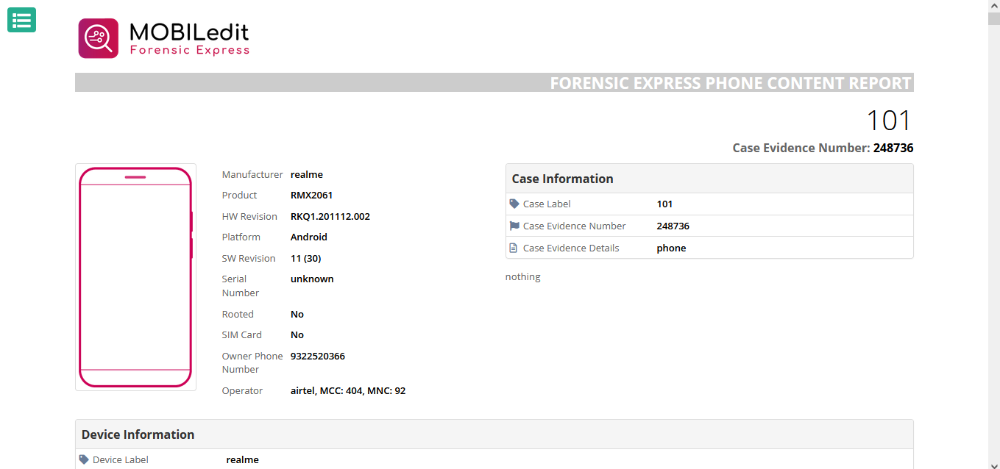 MOBILedit
Forensic Express
FORENSIC EXPRESS PHONE CONTENT REPORT
101
Case Evidence Number: 248736
Manufacturer realme
Product RMX2061
HW Revision RKQ1.201112.002
Platform Android
SW Revision 11 (30)
Serial Number unknown
Rooted No
SIM Card No
Owner Phone Number 9322520366
Operator airtel, MCC: 404, MNC: 92
Case Information
Case Label 101
Case Evidence Number 248736
Case Evidence Details phone
nothing
Device Information
Device Label realme